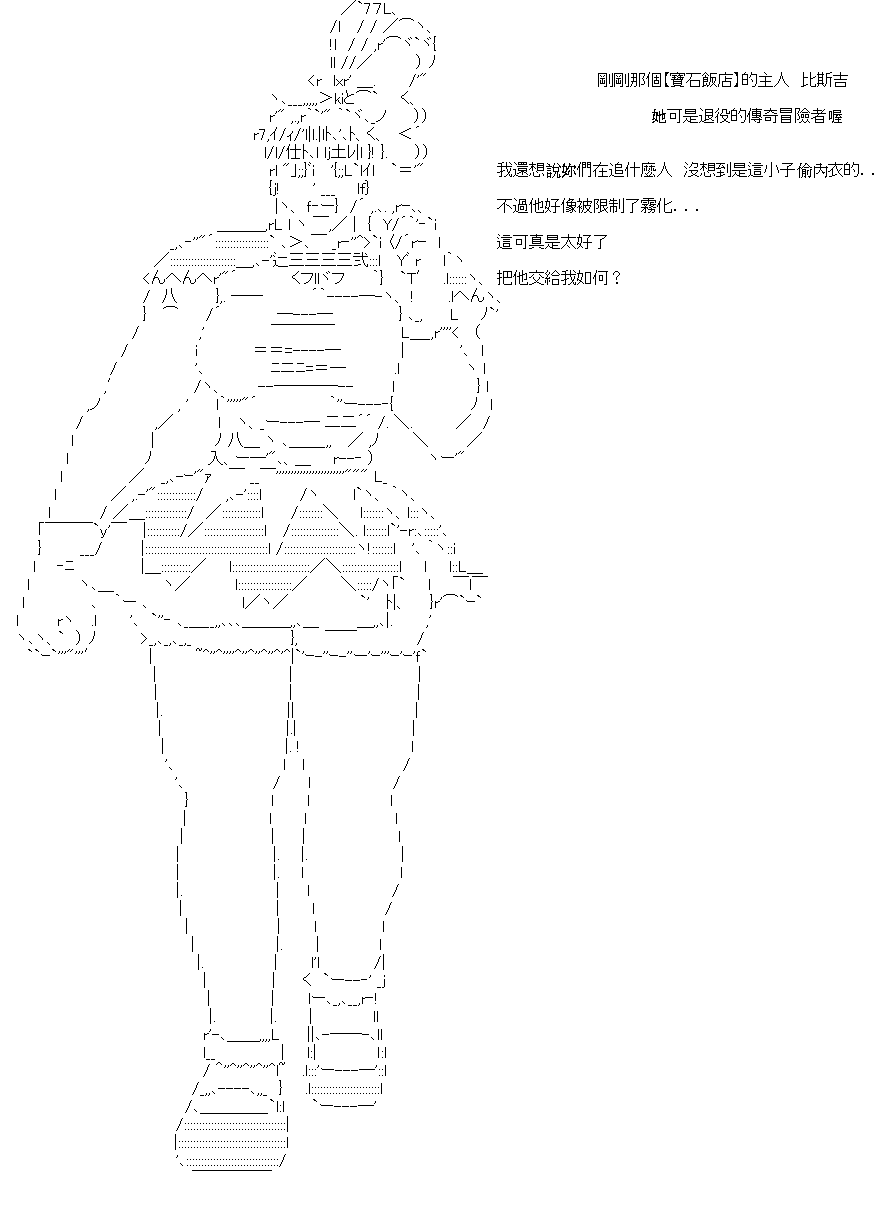 剛剛那個【寶石飯店】的主人 比斯吉
她可是退役的傳奇冒險者喔
我還想說妳們在追什麼人 沒想到是這小子偷內衣的..
不過他好像被限制了霧化...
這可真是太好了
把他交給我如何？